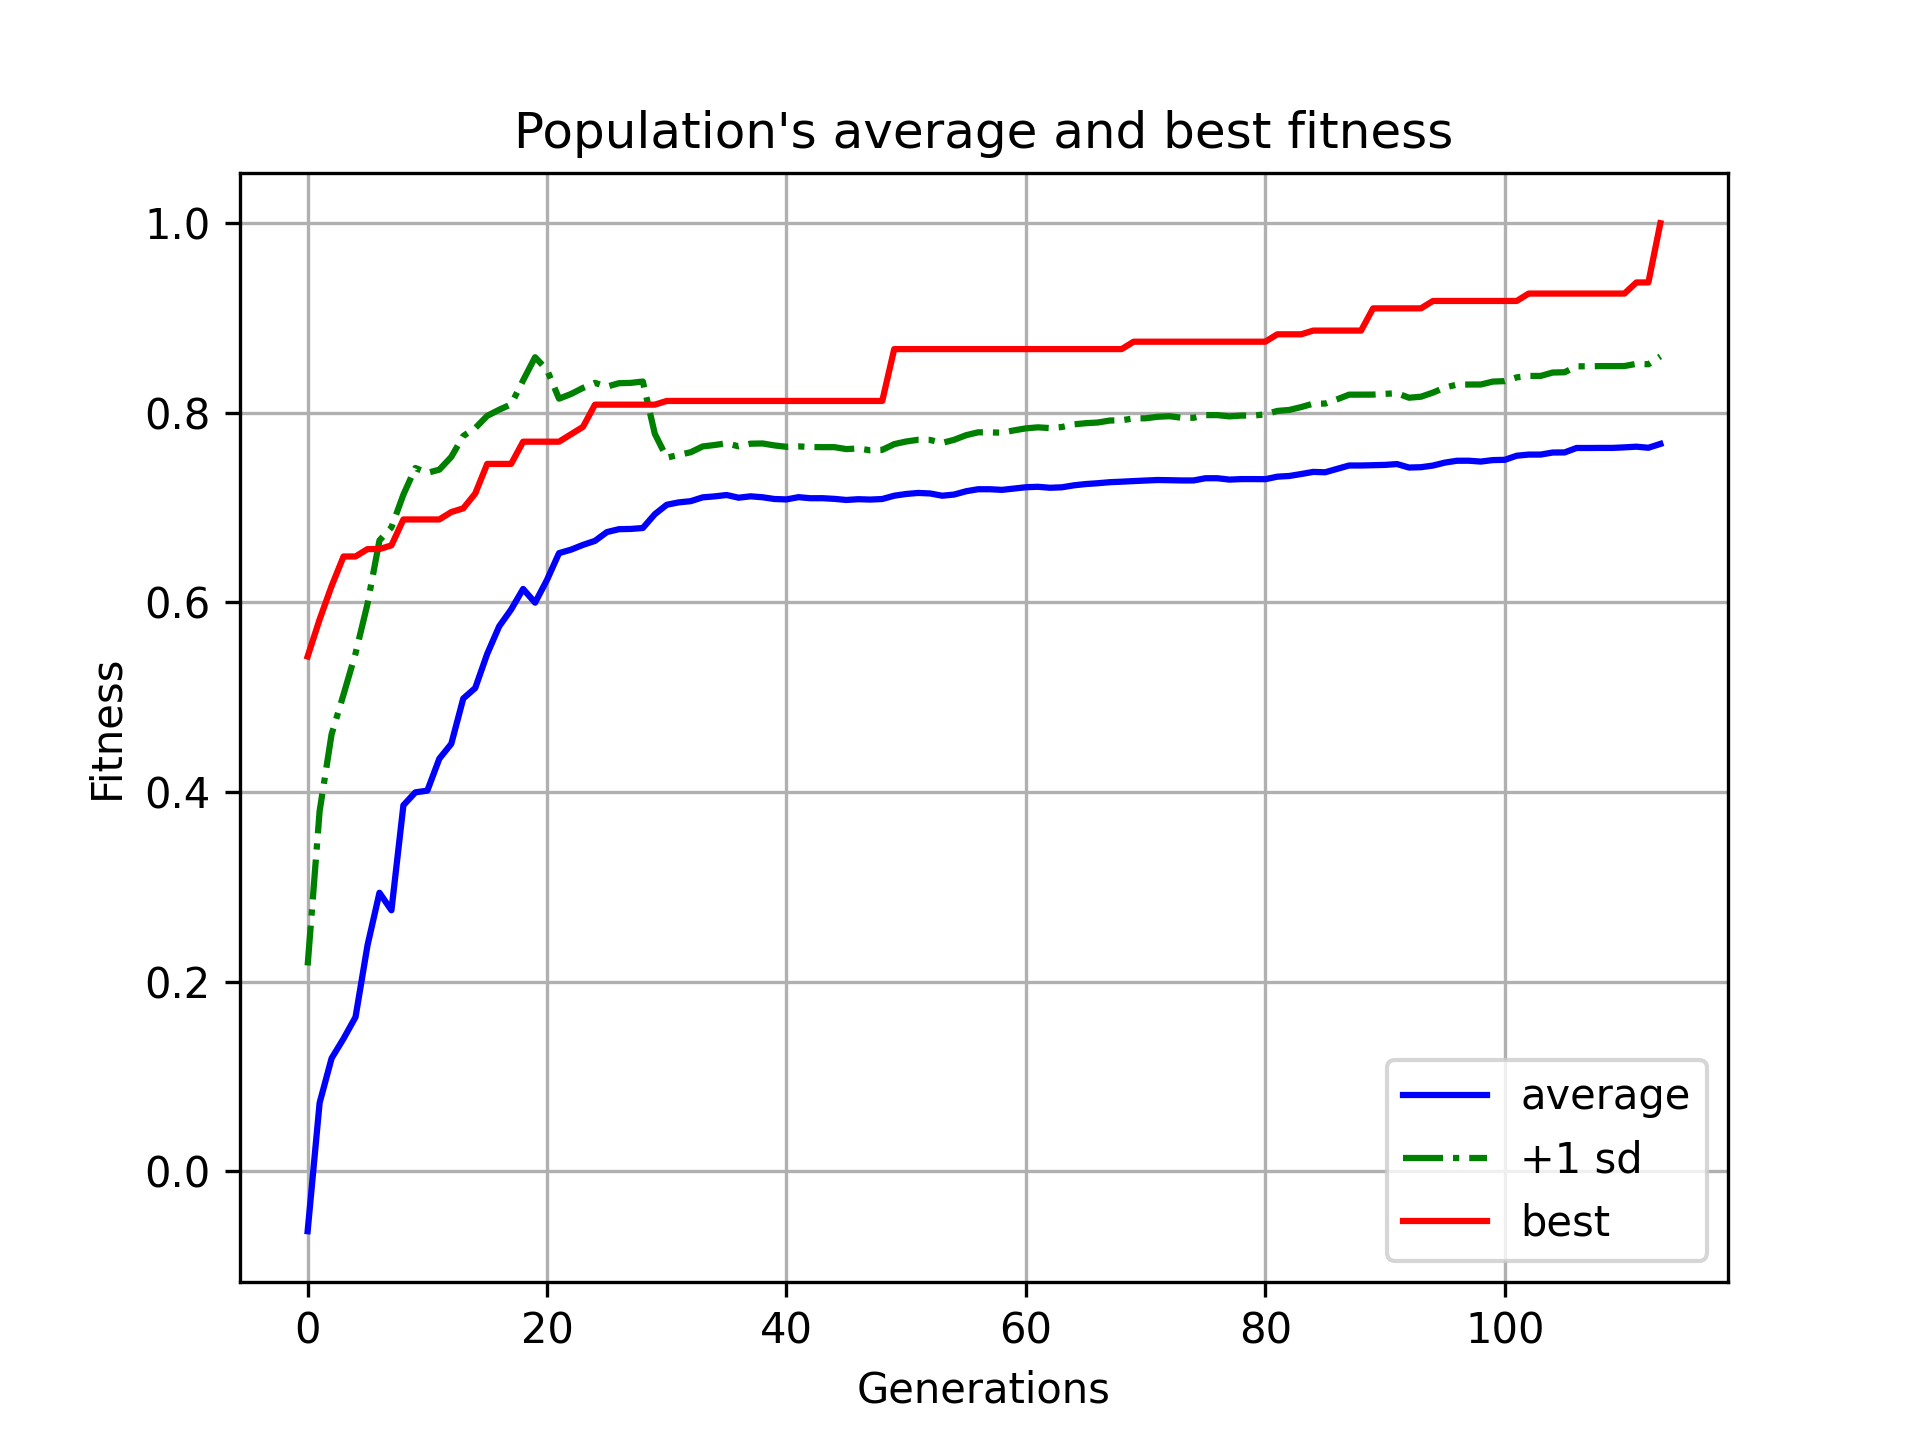 Population's average and best fitness
1.0
0.8
0.6
0.4
0.2
0.0
Fitness
0 20 40 60 80 100
Generations
average
+1 sd
best